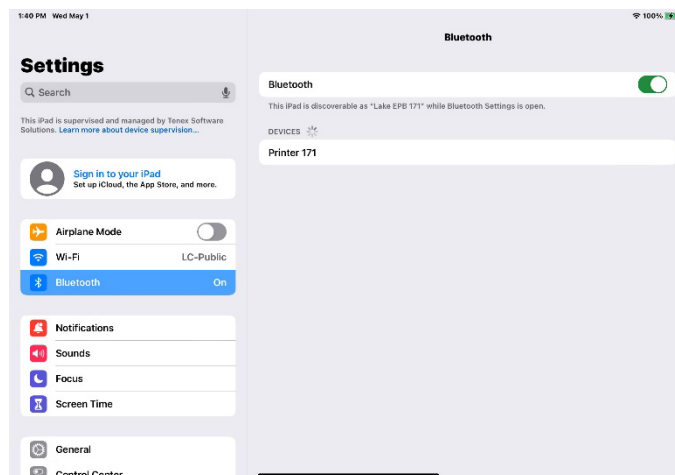 1:40 PM Wed May 1
100%
Settings
Search
This iPad is supervised and managed by Tenex Software
Solutions. Learn more about device supervision...
Sign in to your iPad
Set up iCloud, the App Store, and more.
Airplane Mode
Wi-Fi LC-Public
Bluetooth On
Notifications
Sounds
Focus
Screen Time
General
Control Center
Bluetooth
Bluetooth
This iPad is discoverable as "Lake EPB 171" while Bluetooth Settings is open.
DEVICES
Printer 171